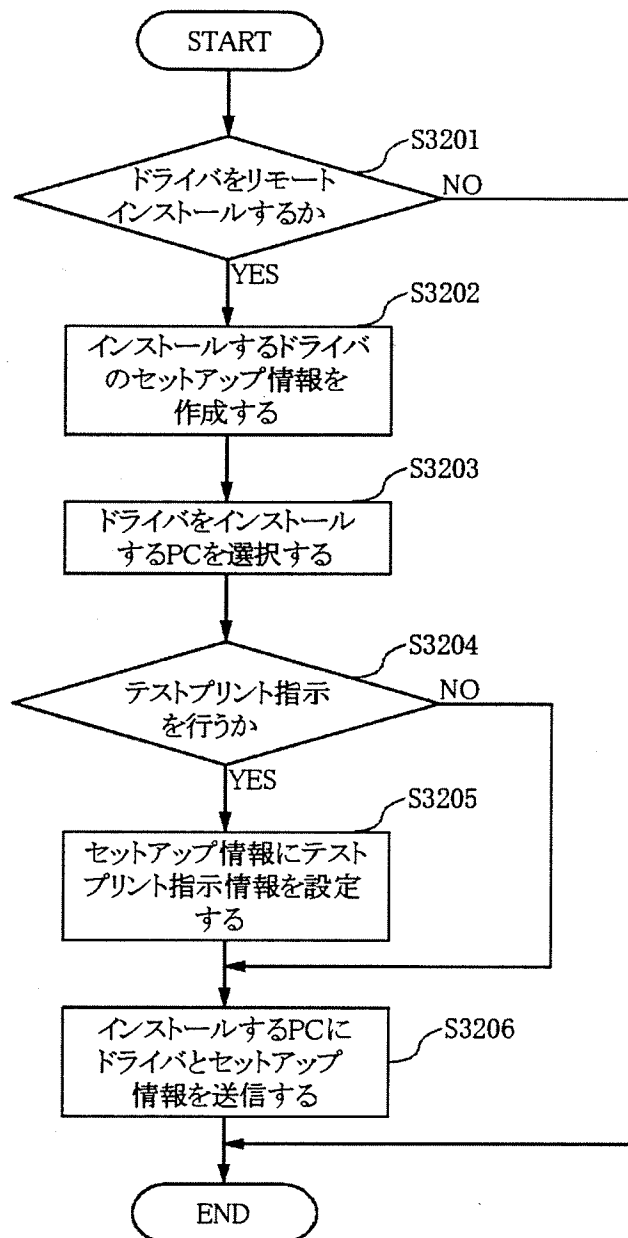 START
S3201
ドライバをリモート
インストールするか
NO
YES
S3202
インストールするドライバ
のセットアップ情報を
作成する
S3203
ドライバをインストール
するPCを選択する
S3204
テストプリント指示
を行うか
NO
YES
S3205
セットアップ情報にテスト
プリント指示情報を設定
する
S3206
インストールするPCに
ドライバとセットアップ
情報を送信する
END